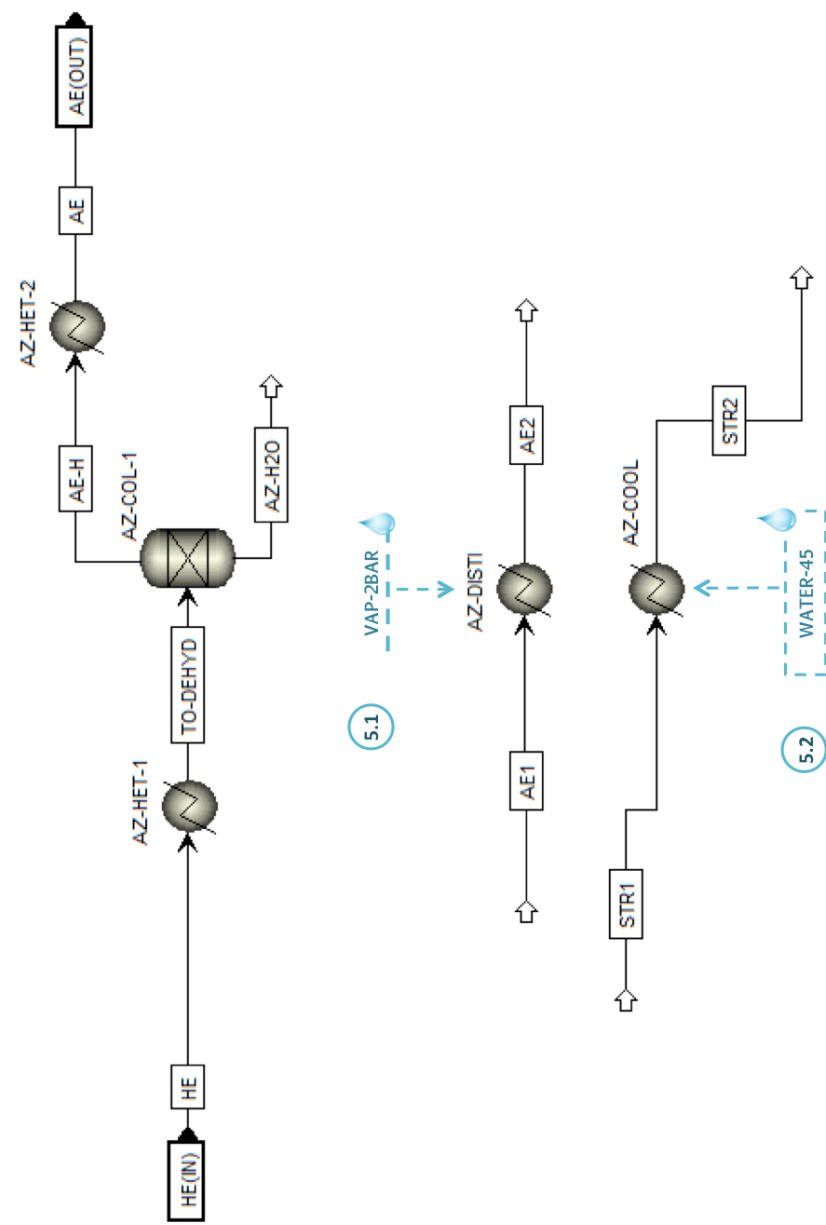 HE(IN)
HE
AZ-HET-1
TO-DEHYD
AZ-COL-1
AE-H
AZ-H2O
AZ-HET-2
AE
AE(OUT)
5.1
VAP-2BAR
AE1
AZ-DISTI
AE2
STR1
AZ-COOL
STR2
5.2
WATER-45